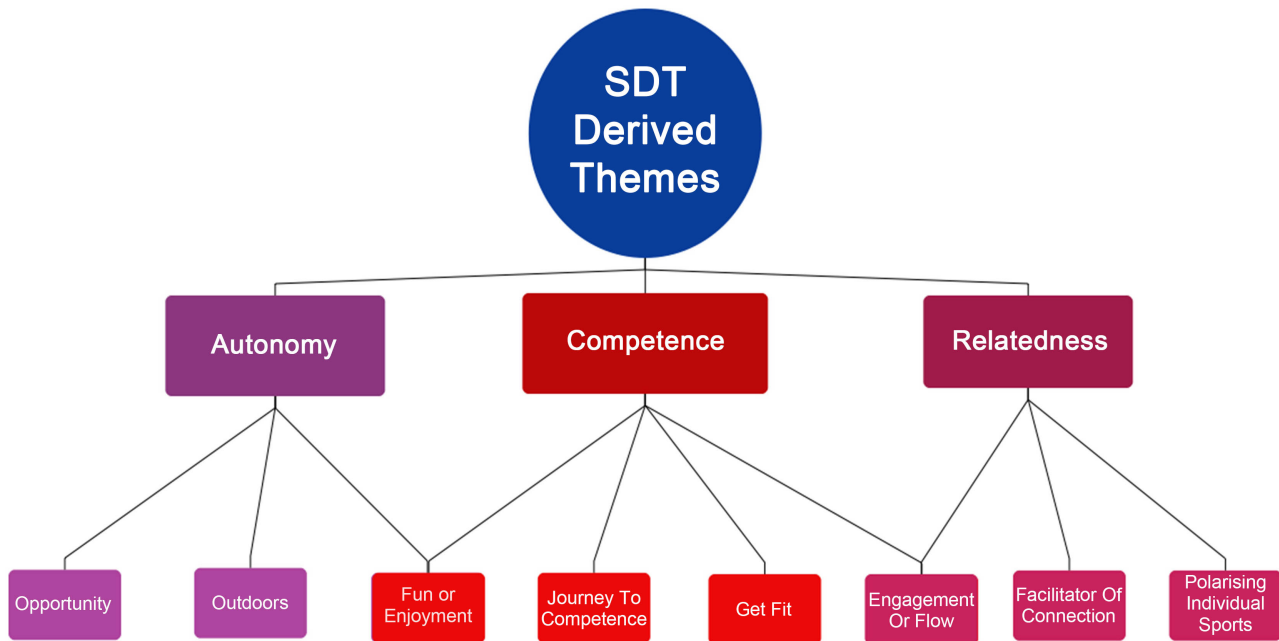 SDT
Derived
Themes
Autonomy
Competence
Relatedness
Opportunity
Outdoors
Fun or
Enjoyment
Journey To
Competence
Get Fit
Engagement
Or Flow
Facilitator Of
Connection
Polarising
Individual
Sports